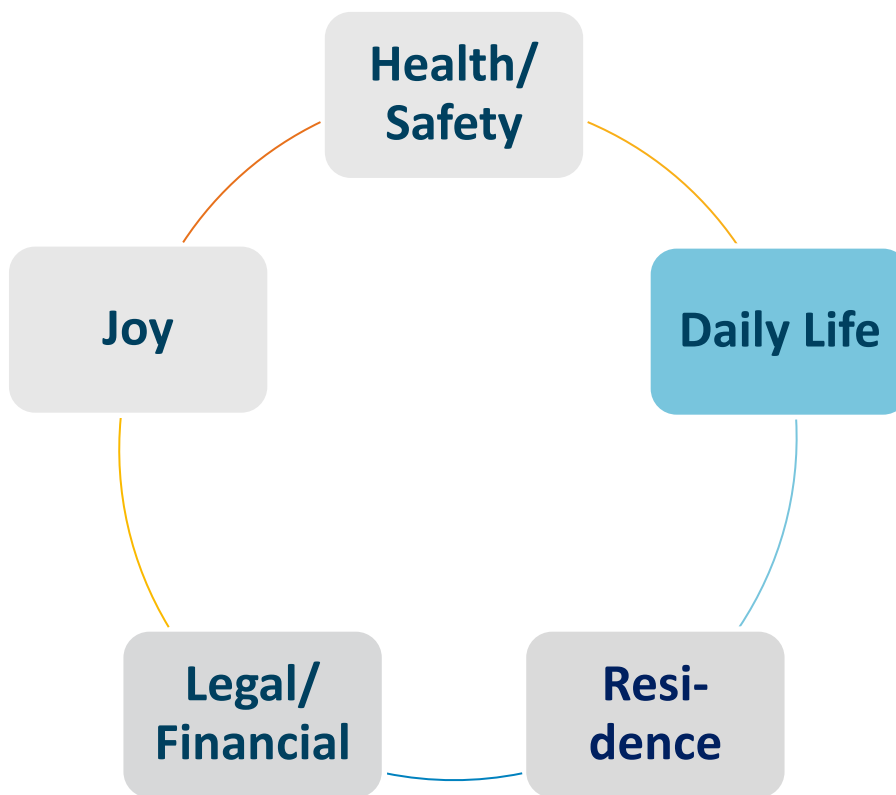 Health/
Safety
Joy
Daily Life
Legal/
Financial
Resi-
dence